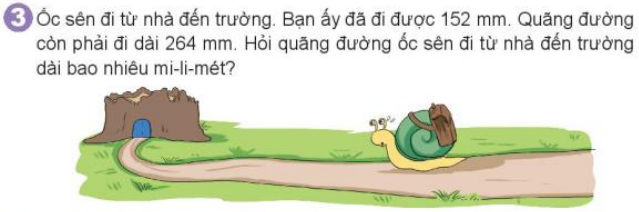 3 Ốc sên đi từ nhà đến trường. Bạn ấy đã đi được 152 mm. Quãng đường
còn phải đi dài 264 mm. Hỏi quãng đường ốc sên đi từ nhà đến trường
dài bao nhiêu mi-li-mét?